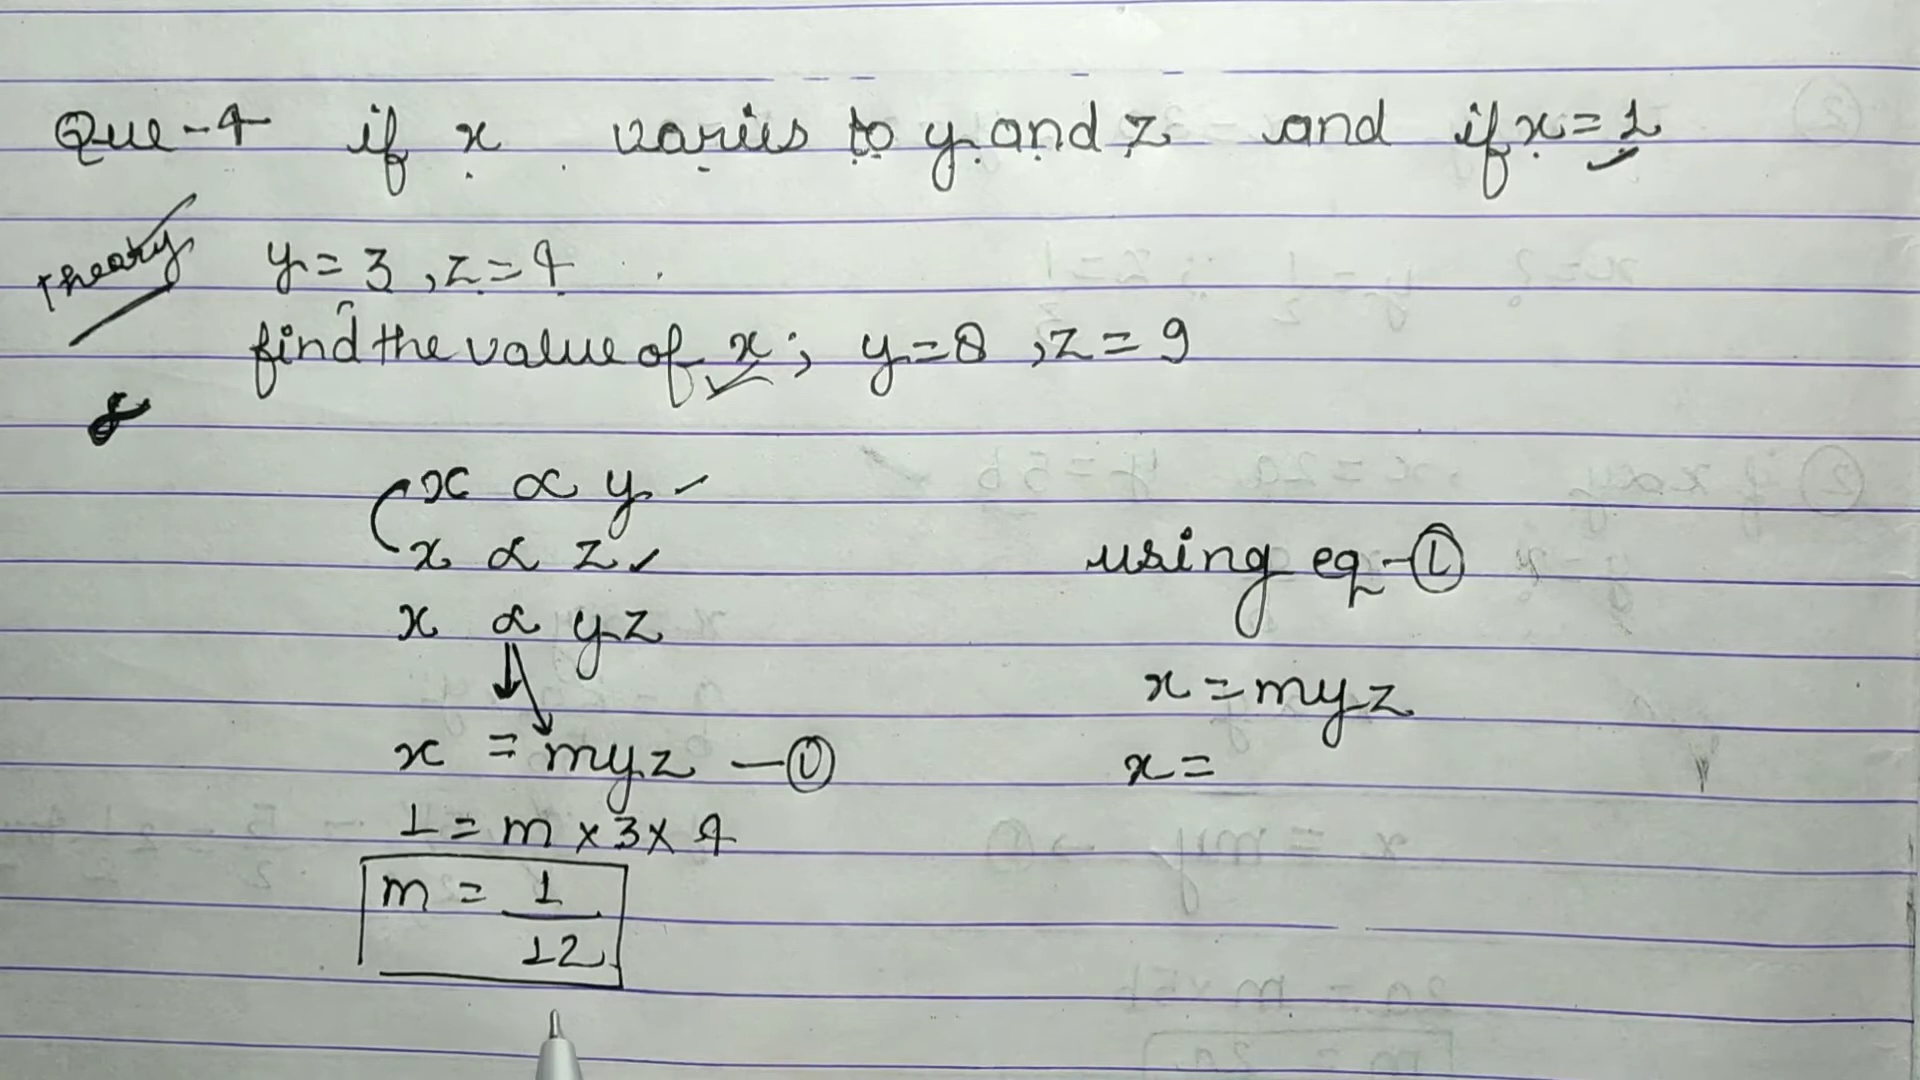 Que-4 if x varies to y and z and if x=1
theory
y=3, z=4
find the value of x; y=8, z=9
x ∝ y
x ∝ z
x ∝ yz
x = myz —①
1 = m×3×4
m = 1/12
using eq-①
x = myz
x =